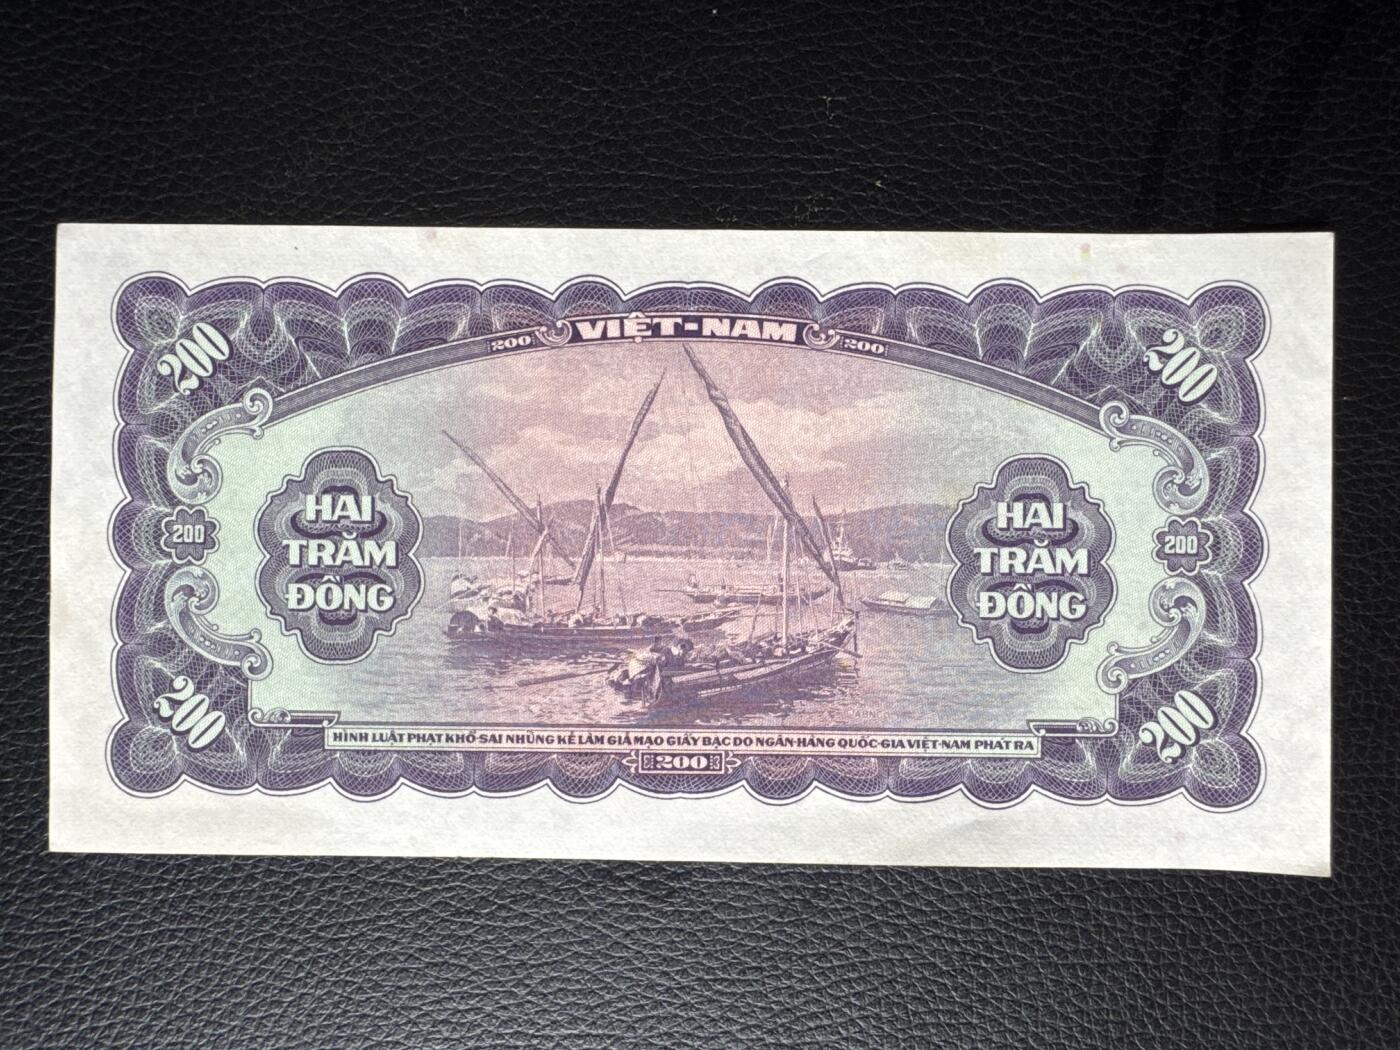 200 VIỆT-NAM 200
200
200
HAI
TRĂM
ĐỒNG
HAI
TRĂM
ĐỒNG
200
200
200
200
HÌNH LUẬT PHẠT KHỔ-SAI NHỮNG KẺ LÀM GIẢ MẠO GIẤY BẠC DO NGÂN-HÀNG QUỐC-GIA VIỆT-NAM PHÁT RA
200